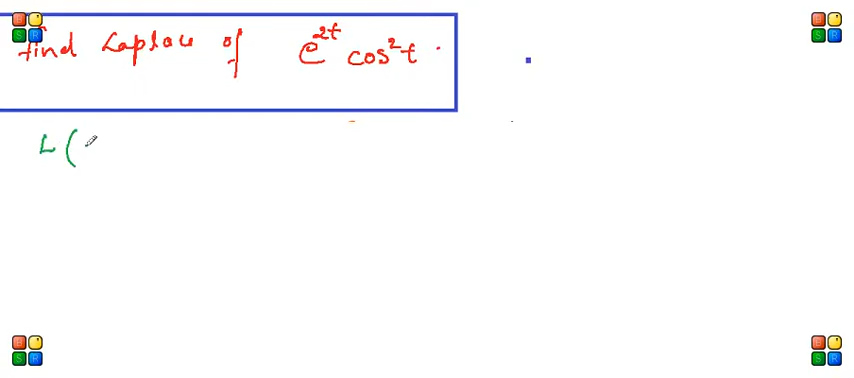 find Laplace of e^{2t} cos²t .
L (